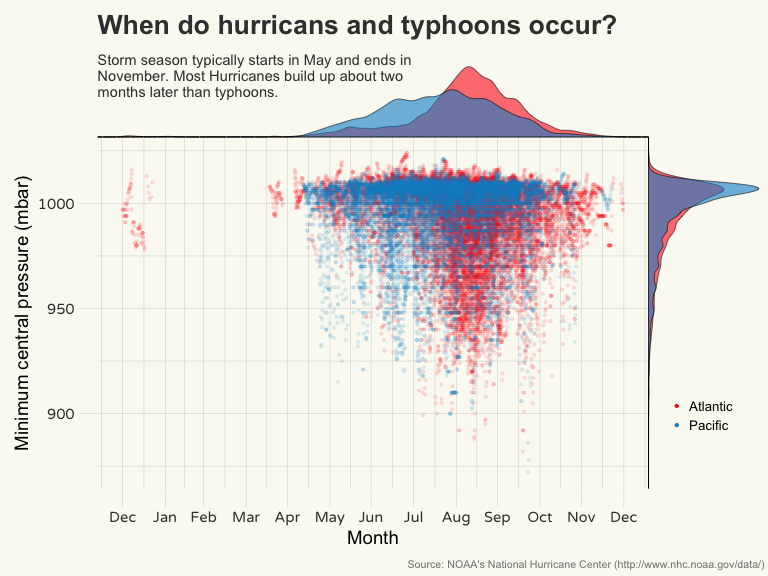 When do hurricans and typhoons occur?
Storm season typically starts in May and ends in
November. Most Hurricanes build up about two
months later than typhoons.
Minimum central pressure (mbar)
1000
950
900
Atlantic
Pacific
Dec Jan Feb Mar Apr May Jun Jul Aug Sep Oct Nov Dec
Month
Source: NOAA's National Hurricane Center (http://www.nhc.noaa.gov/data/)